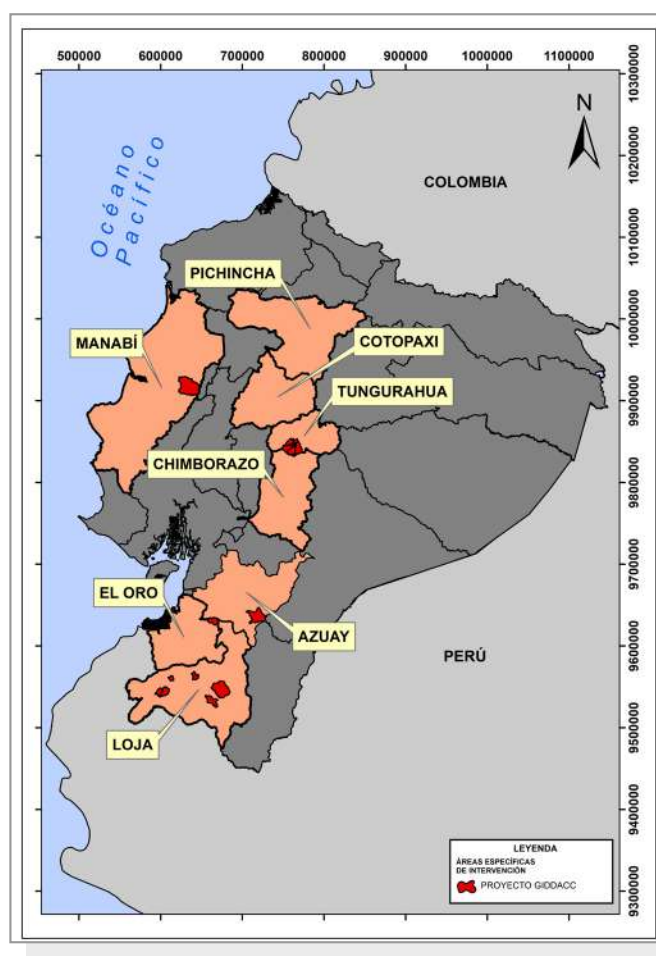 500000 600000 700000 800000 900000 1000000 1100000
10300000
N
10200000
COLOMBIA
Océano
Pacífico
10100000
PICHINCHA
10000000
MANABÍ
COTOPAXI
TUNGURAHUA
9900000
CHIMBORAZO
9800000
9700000
EL ORO
AZUAY
9600000
PERÚ
LOJA
9500000
9400000
LEYENDA
ÁREAS ESPECÍFICAS
DE INTERVENCIÓN
PROYECTO GIDDACC
9300000